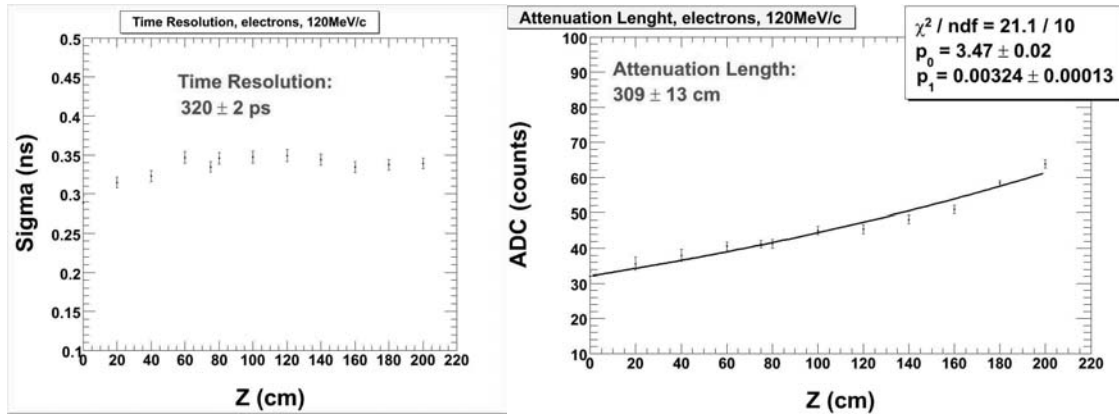 Time Resolution, electrons, 120MeV/c
Time Resolution:
320 ± 2 ps
Sigma (ns)
0.5
0.45
0.4
0.35
0.3
0.25
0.2
0.15
0.1
0 20 40 60 80 100 120 140 160 180 200 220
Z (cm)
Attenuation Lenght, electrons, 120MeV/c
χ² / ndf = 21.1 / 10
p₀ = 3.47 ± 0.02
p₁ = 0.00324 ± 0.00013
Attenuation Length:
309 ± 13 cm
ADC (counts)
100
90
80
70
60
50
40
30
20
10
0 20 40 60 80 100 120 140 160 180 200 220
Z (cm)